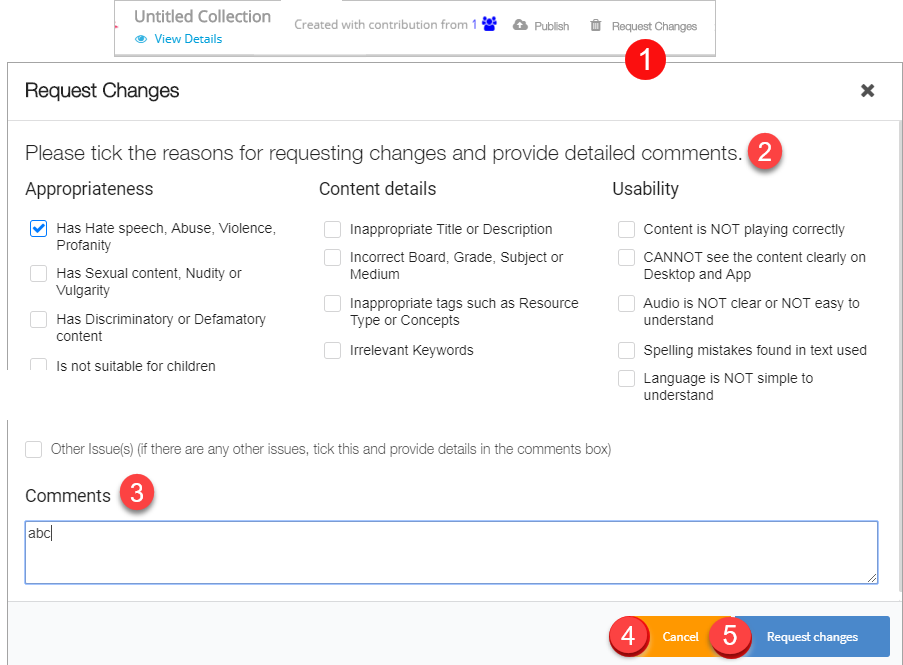 Untitled Collection
Created with contribution from 1
Publish
Request Changes
View Details
1
Request Changes
Please tick the reasons for requesting changes and provide detailed comments.
2
Appropriateness
Has Hate speech, Abuse, Violence,
Profanity
Has Sexual content, Nudity or
Vulgarity
Has Discriminatory or Defamatory
content
Is not suitable for children
Content details
Inappropriate Title or Description
Incorrect Board, Grade, Subject or
Medium
Inappropriate tags such as Resource
Type or Concepts
Irrelevant Keywords
Usability
Content is NOT playing correctly
CANNOT see the content clearly on
Desktop and App
Audio is NOT clear or NOT easy to
understand
Spelling mistakes found in text used
Language is NOT simple to
understand
Other Issue(s) (if there are any other issues, tick this and provide details in the comments box)
Comments
3
abc
4
Cancel
5
Request changes